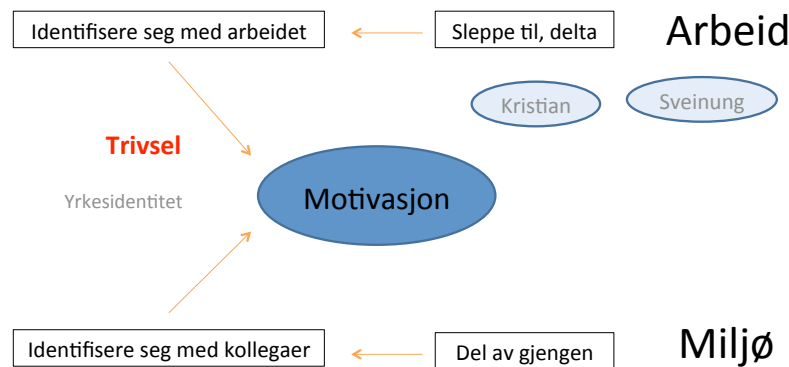 Identifisere seg med arbeidet
Sleppe til, delta
Arbeid
Kristian
Sveinung
Trivsel
Yrkesidentitet
Motivasjon
Identifisere seg med kollegaer
Del av gjengen
Miljø